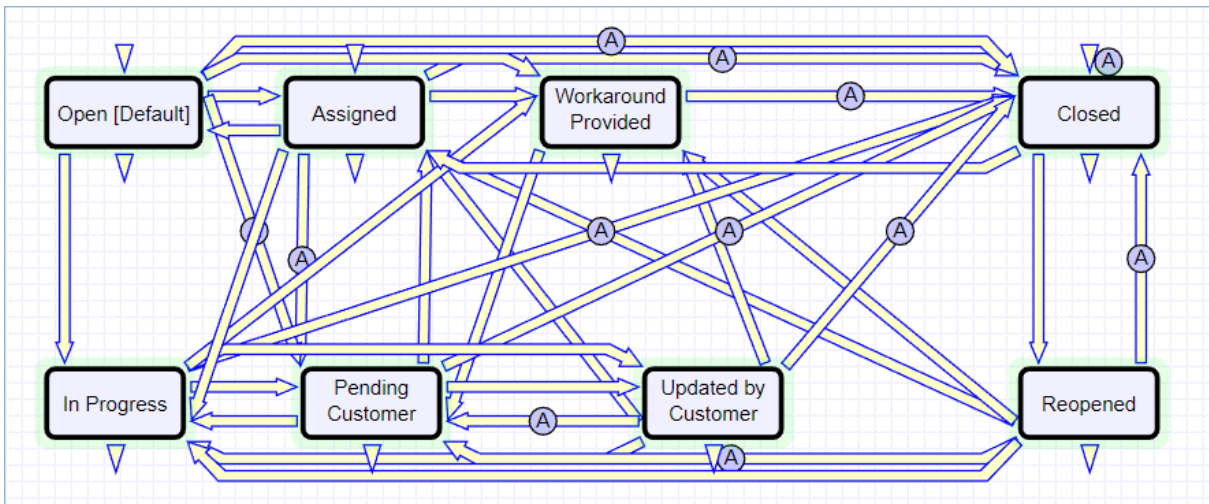 A
A
A
Open [Default]
Assigned
Workaround
Provided
A
Closed
A
A
A
A
A
A
In Progress
Pending
Customer
Updated by
Customer
Reopened
A
A